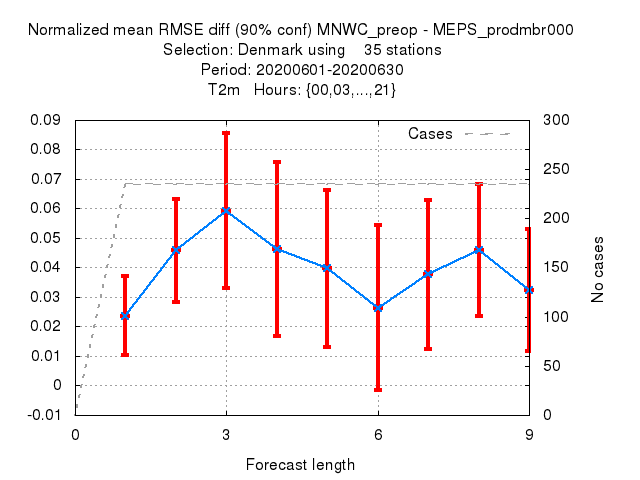 Normalized mean RMSE diff (90% conf) MNWC_preop - MEPS_prodmbr000
Selection: Denmark using    35 stations
Period: 20200601-20200630
T2m   Hours: {00,03,...,21}
Cases
0.09
0.08
0.07
0.06
0.05
0.04
0.03
0.02
0.01
0
-0.01
300
250
200
150
100
50
0
No cases
0 3 6 9
Forecast length